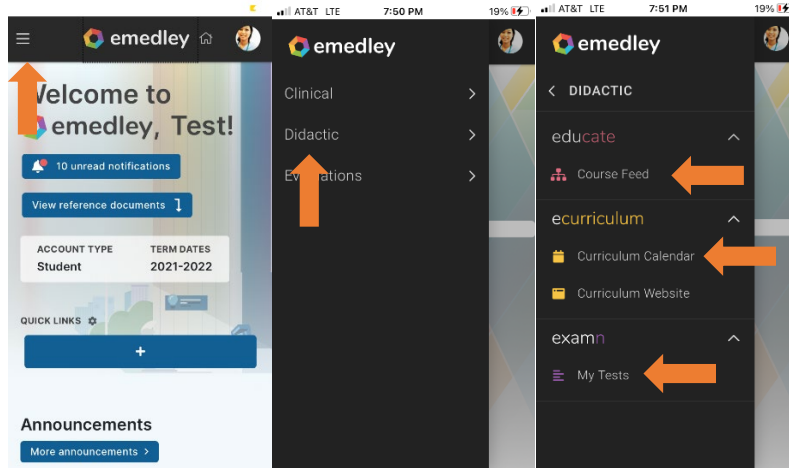 emedley
Welcome to
emedley, Test!
10 unread notifications
View reference documents
ACCOUNT TYPE
TERM DATES
Student
2021-2022
QUICK LINKS
+
Announcements
More announcements >
AT&T LTE
7:50 PM
19%
emedley
Clinical
Didactic
AT&T LTE
7:51 PM
19%
emedley
DIDACTIC
educate
Course Feed
ecurriculum
Curriculum Calendar
Curriculum Website
examn
My Tests